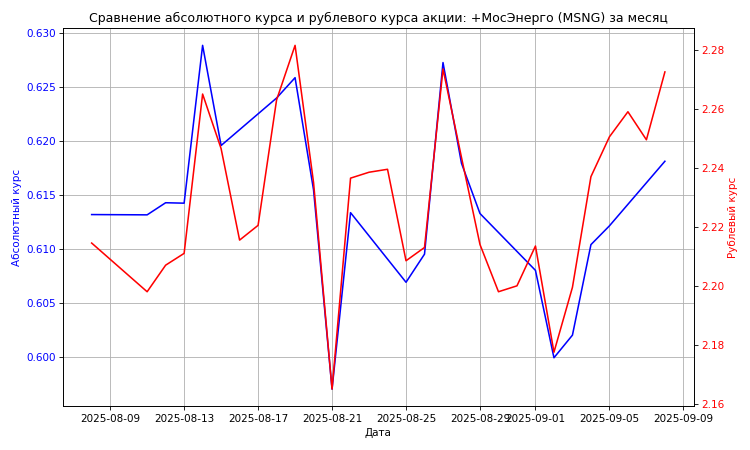 Сравнение абсолютного курса и рублевого курса акции: +МосЭнерго (MSNG) за месяц
0.630
0.625
0.620
0.615
0.610
0.605
0.600
Абсолютный курс
2.28
2.26
2.24
2.22
2.20
2.18
2.16
Рублевый курс
2025-08-09 2025-08-13 2025-08-17 2025-08-21 2025-08-25 2025-08-29 2025-09-01 2025-09-05 2025-09-09
Дата